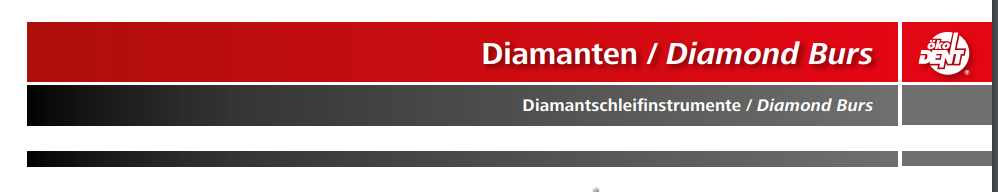 Diamanten / Diamond Burs
öko
DENT
®
Diamantschleifinstrumente / Diamond Burs